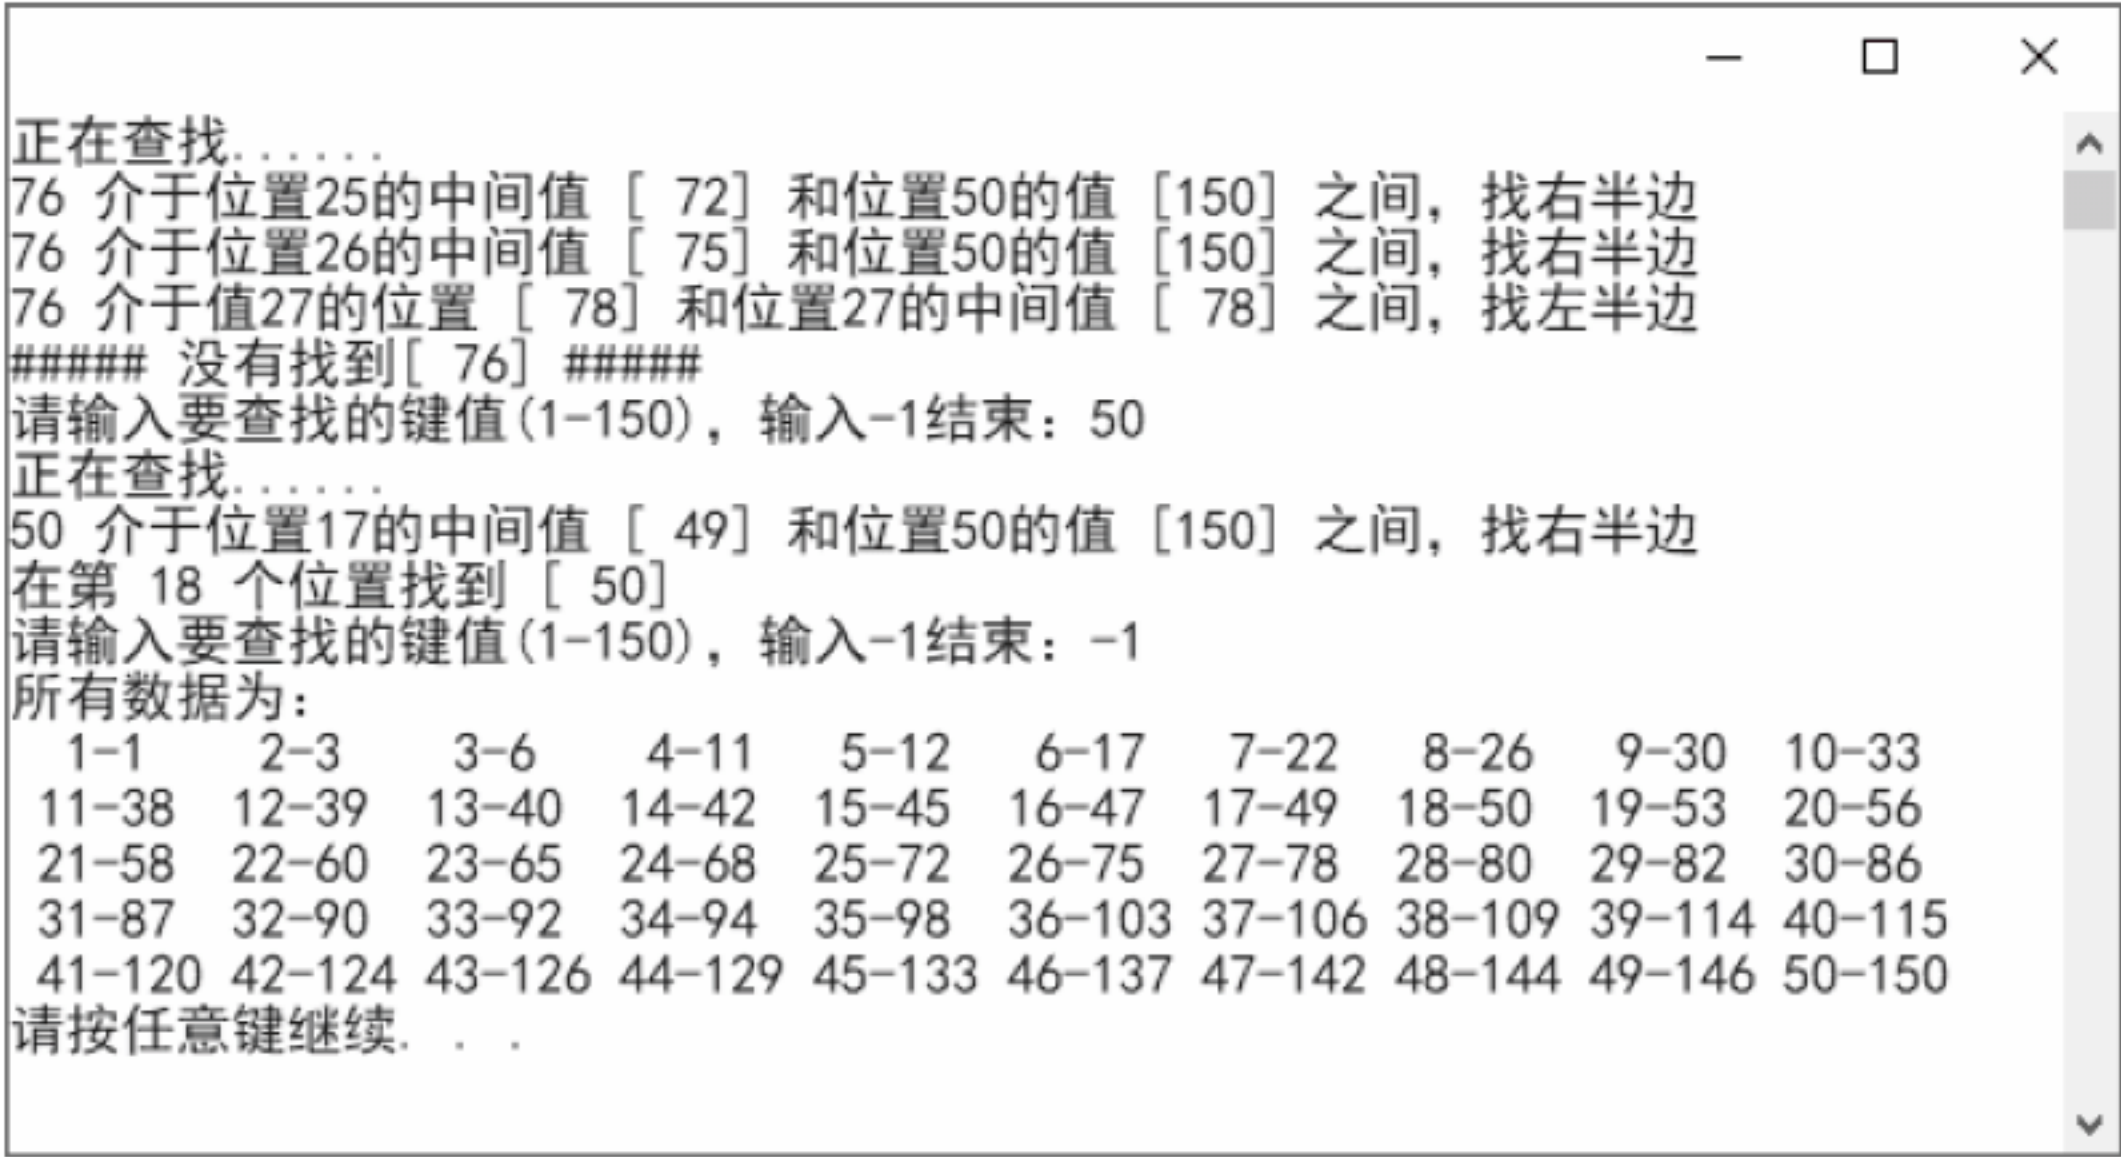 正在查找......
76 介于位置25的中间值 [ 72] 和位置50的值 [150] 之间，找右半边
76 介于位置26的中间值 [ 75] 和位置50的值 [150] 之间，找右半边
76 介于值27的位置 [ 78] 和位置27的中间值 [ 78] 之间，找左半边
##### 没有找到[ 76] #####
请输入要查找的键值(1-150)，输入-1结束：50
正在查找......
50 介于位置17的中间值 [ 49] 和位置50的值 [150] 之间，找右半边
在第 18 个位置找到 [ 50]
请输入要查找的键值(1-150)，输入-1结束：-1
所有数据为：
1-1 2-3 3-6 4-11 5-12 6-17 7-22 8-26 9-30 10-33
11-38 12-39 13-40 14-42 15-45 16-47 17-49 18-50 19-53 20-56
21-58 22-60 23-65 24-68 25-72 26-75 27-78 28-80 29-82 30-86
31-87 32-90 33-92 34-94 35-98 36-103 37-106 38-109 39-114 40-115
41-120 42-124 43-126 44-129 45-133 46-137 47-142 48-144 49-146 50-150
请按任意键继续. . .